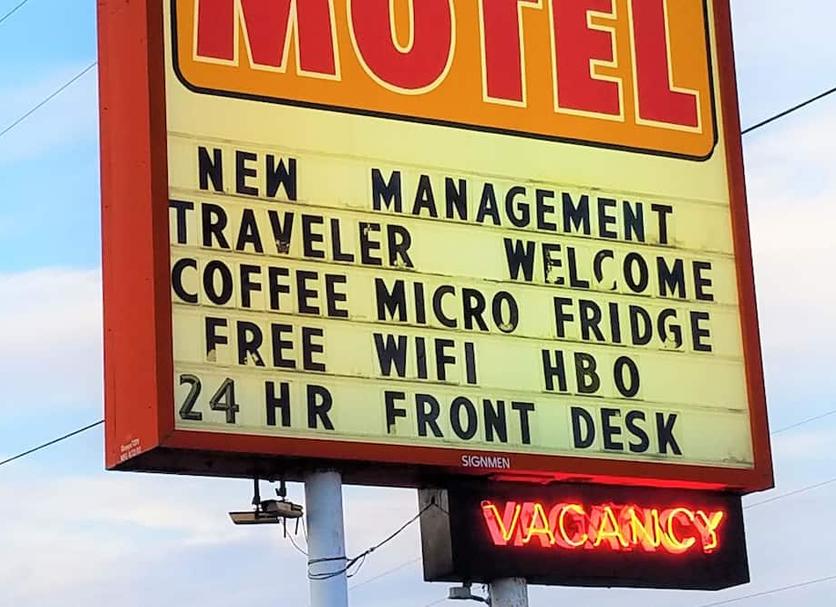 MOTEL
NEW MANAGEMENT
TRAVELER WELCOME
COFFEE MICRO FRIDGE
FREE WIFI HBO
24 HR FRONT DESK
SIGNMEN
VACANCY